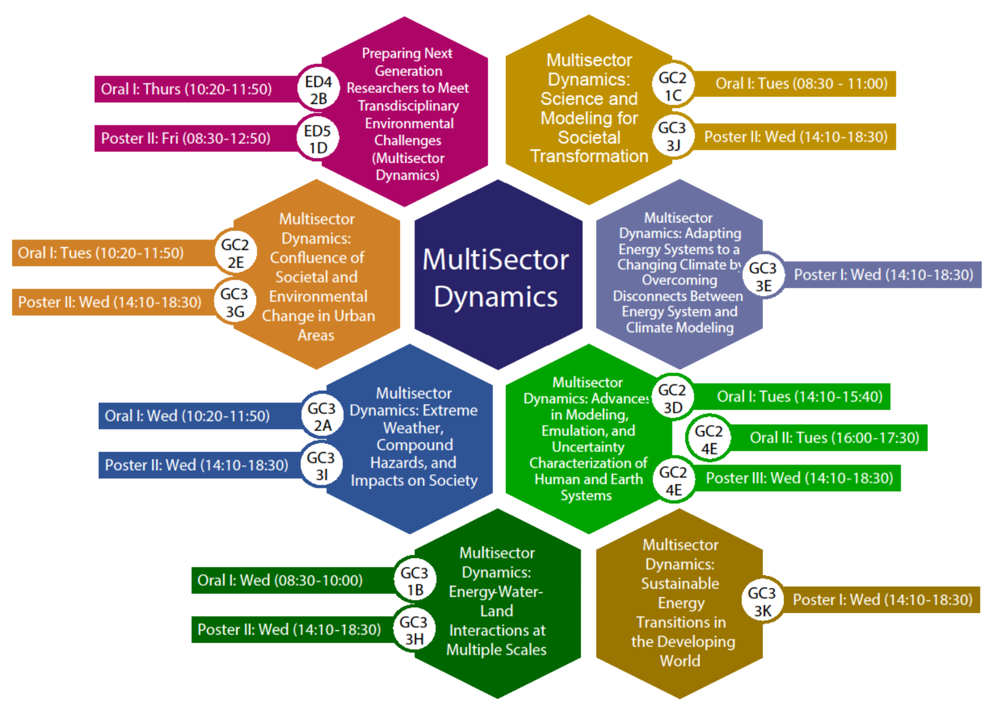 Preparing Next
Generation
Researchers to Meet
Transdisciplinary
Environmental
Challenges
(Multisector
Dynamics)
ED4
2B
Oral I: Thurs (10:20-11:50)
ED5
1D
Poster II: Fri (08:30-12:50)
Multisector
Dynamics:
Science and
Modeling for
Societal
Transformation
GC2
1C
Oral I: Tues (08:30 - 11:00)
GC3
3J
Poster II: Wed (14:10-18:30)
Multisector
Dynamics:
Confluence of
Societal and
Environmental
Change in Urban
Areas
GC2
2E
Oral I: Tues (10:20-11:50)
GC3
3G
Poster II: Wed (14:10-18:30)
MultiSector
Dynamics
Multisector
Dynamics: Adapting
Energy Systems to a
Changing Climate by
Overcoming
Disconnects Between
Energy System and
Climate Modeling
GC3
3E
Poster I: Wed (14:10-18:30)
Multisector
Dynamics: Extreme
Weather,
Compound
Hazards, and
Impacts on Society
GC3
2A
Oral I: Wed (10:20-11:50)
GC3
3I
Poster II: Wed (14:10-18:30)
Multisector
Dynamics: Advances
in Modeling,
Emulation, and
Uncertainty
Characterization of
Human and Earth
Systems
GC2
3D
Oral I: Tues (14:10-15:40)
GC2
4E
Oral II: Tues (16:00-17:30)
GC2
4E
Poster III: Wed (14:10-18:30)
Multisector
Dynamics:
Energy-Water-
Land
Interactions at
Multiple Scales
GC3
1B
Oral I: Wed (08:30-10:00)
GC3
3H
Poster II: Wed (14:10-18:30)
Multisector
Dynamics:
Sustainable
Energy
Transitions in
the Developing
World
GC3
3K
Poster I: Wed (14:10-18:30)